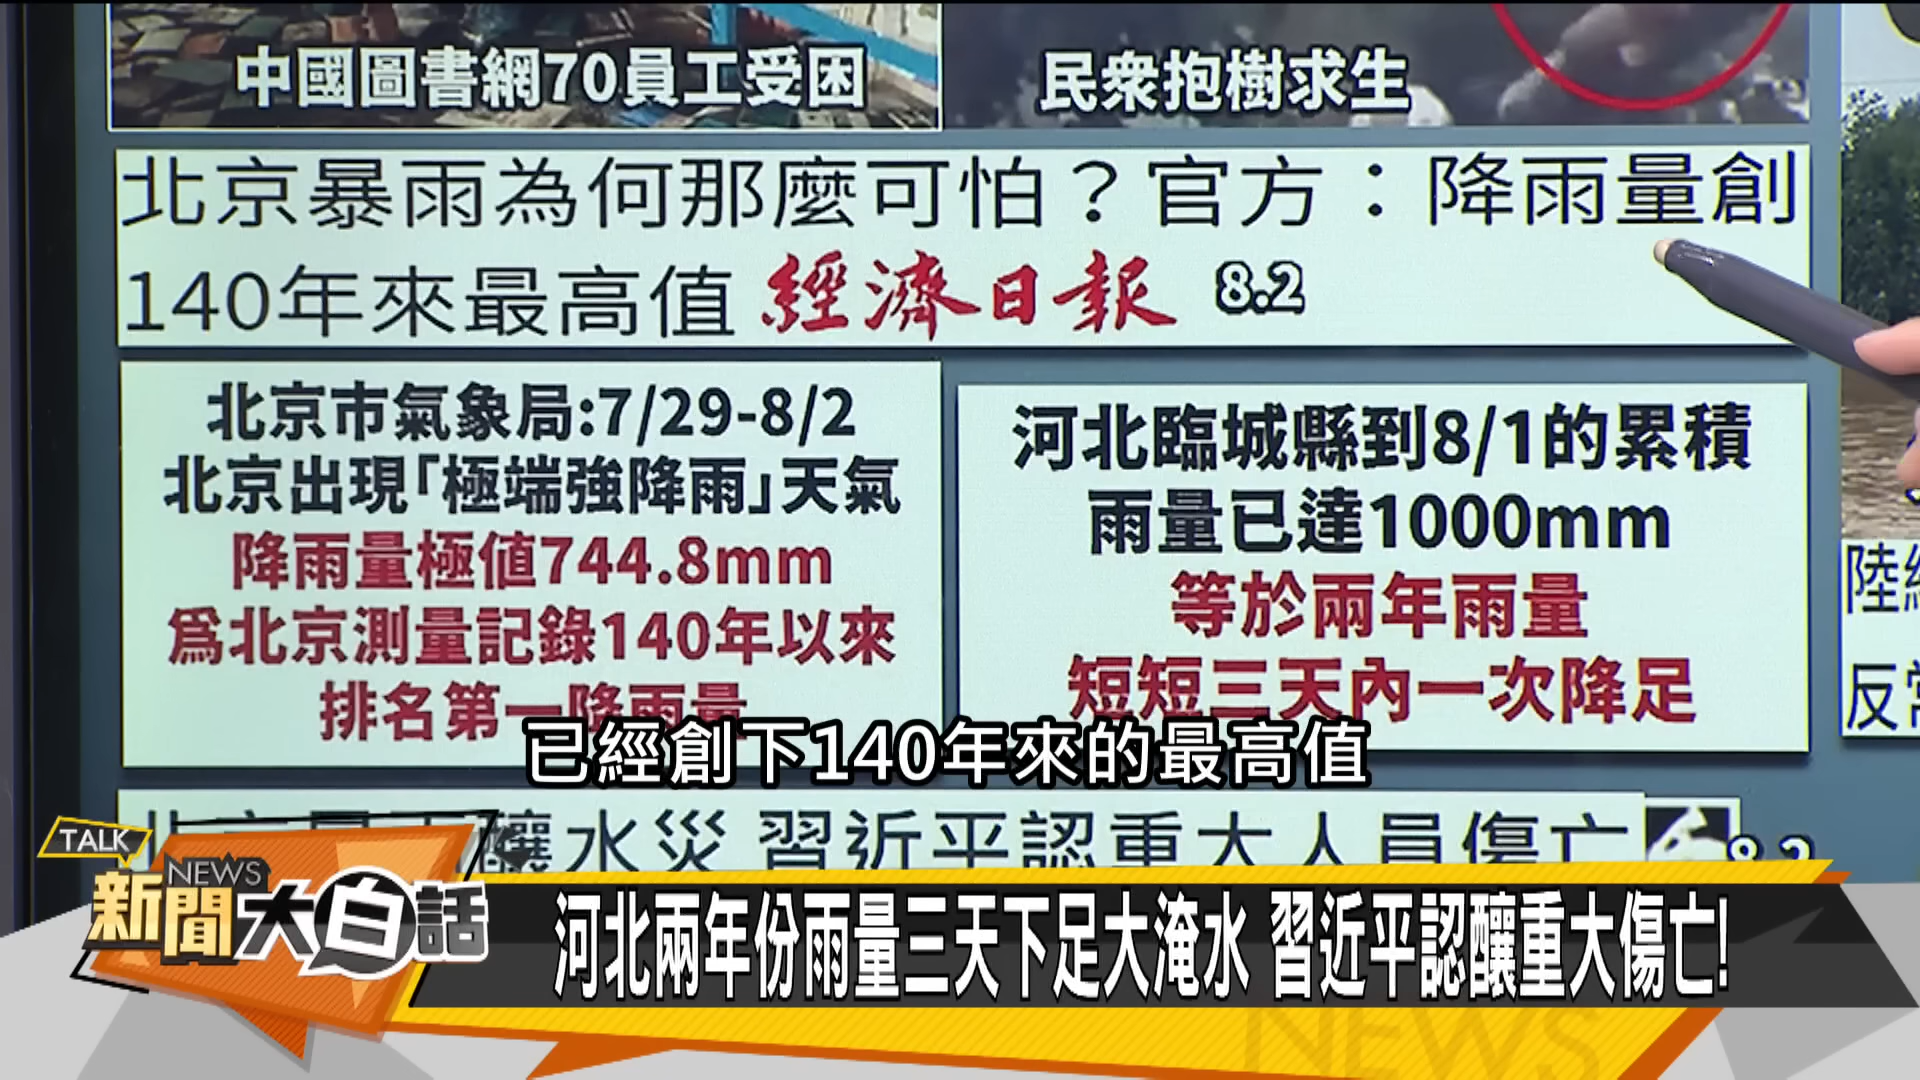 中國圖書網70員工受困
民眾抱樹求生
北京暴雨為何那麼可怕？官方：降雨量創
140年來最高值 經濟日報 8.2
北京市氣象局:7/29-8/2
北京出現「極端強降雨」天氣
降雨量極値744.8mm
爲北京測量記錄140年以來
排名第一降雨量
河北臨城縣到8/1的累積
雨量已達1000mm
等於兩年雨量
短短三天內一次降足
陸
反
已經創下140年來的最高值
釀水災 習近平認重大人員傷亡 8.2
TALK
NEWS
新聞大白話
河北兩年份雨量三天下足大淹水 習近平認釀重大傷亡!
NEWS